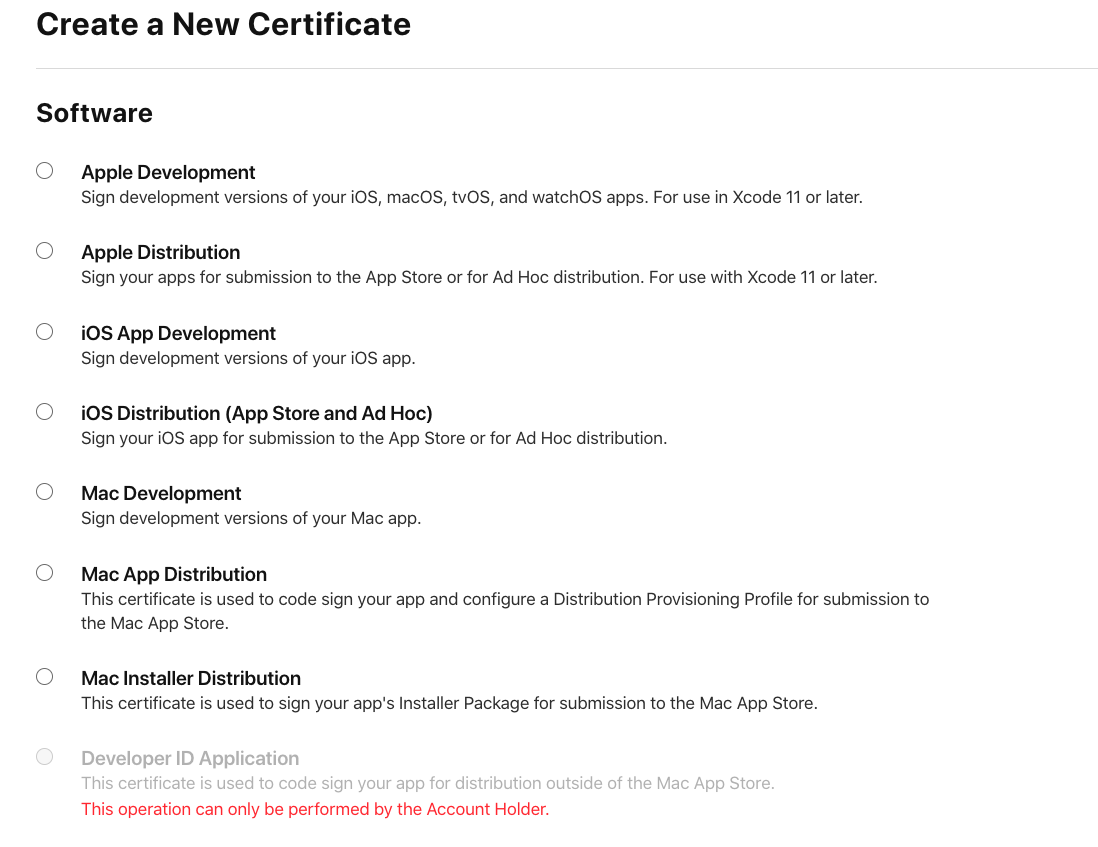 Create a New Certificate
Software
Apple Development
Sign development versions of your iOS, macOS, tvOS, and watchOS apps. For use in Xcode 11 or later.
Apple Distribution
Sign your apps for submission to the App Store or for Ad Hoc distribution. For use with Xcode 11 or later.
iOS App Development
Sign development versions of your iOS app.
iOS Distribution (App Store and Ad Hoc)
Sign your iOS app for submission to the App Store or for Ad Hoc distribution.
Mac Development
Sign development versions of your Mac app.
Mac App Distribution
This certificate is used to code sign your app and configure a Distribution Provisioning Profile for submission to
the Mac App Store.
Mac Installer Distribution
This certificate is used to sign your app's Installer Package for submission to the Mac App Store.
Developer ID Application
This certificate is used to code sign your app for distribution outside of the Mac App Store.
This operation can only be performed by the Account Holder.